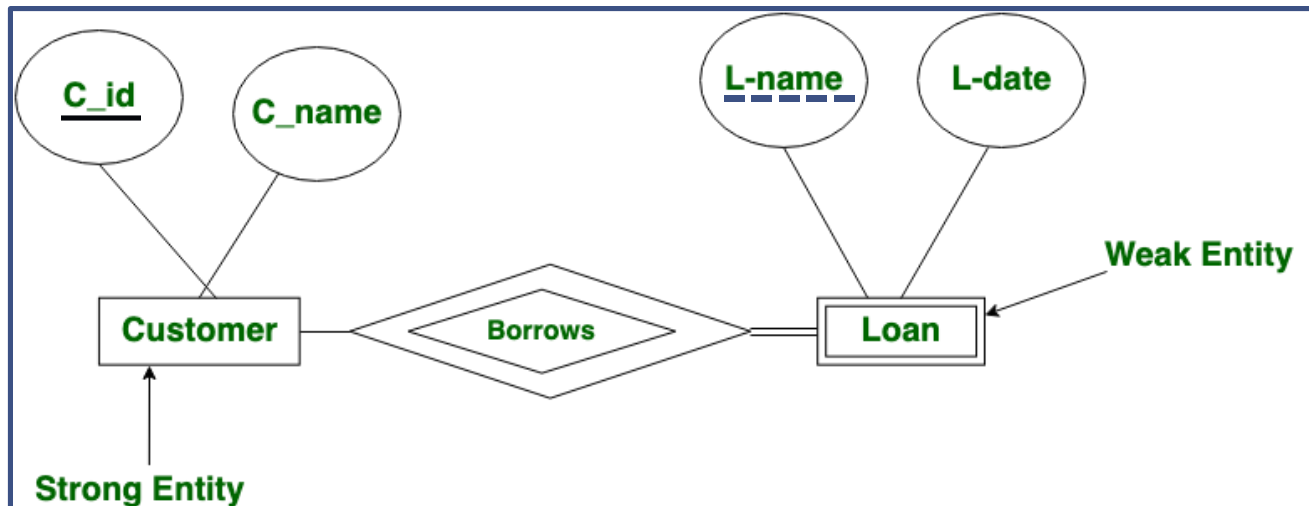 C_id
C_name
L-name
L-date
Weak Entity
Customer
Borrows
Loan
Strong Entity